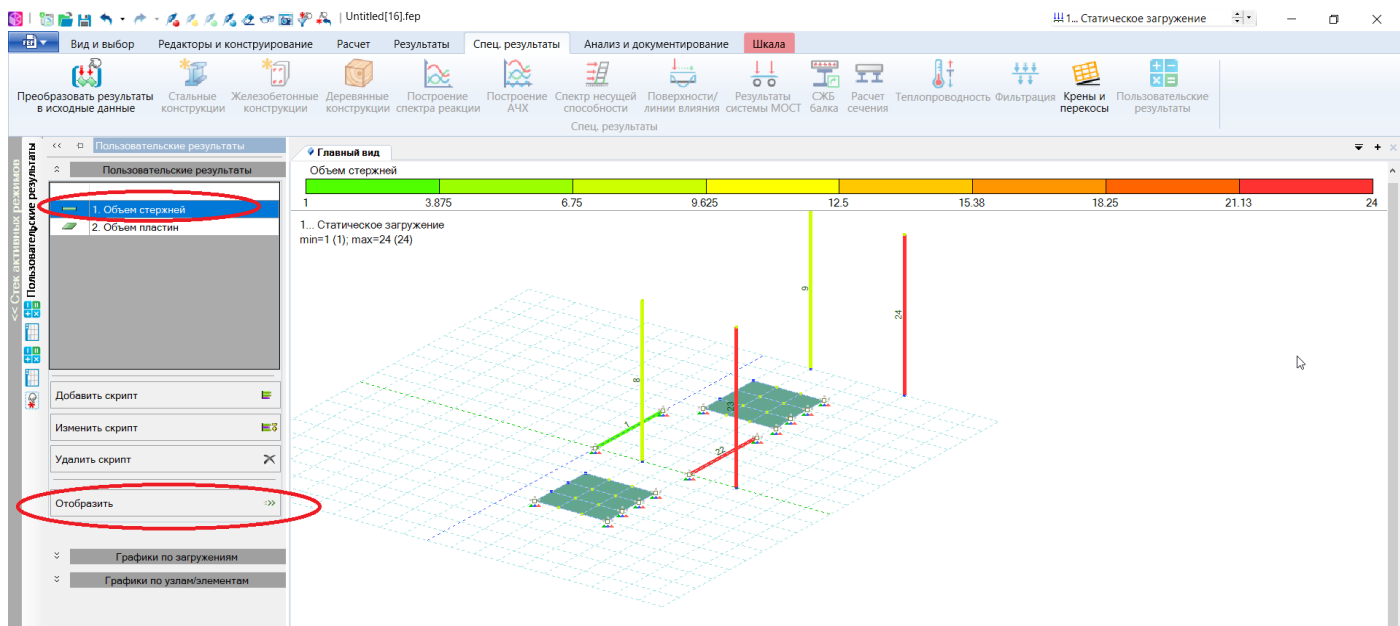 Untitled[16].fep
1... Статическое загружение
FEP
Вид и выбор
Редакторы и конструирование
Расчет
Результаты
Спец. результаты
Анализ и документирование
Шкала
Преобразовать результаты
в исходные данные
Стальные
конструкции
Железобетонные
конструкции
Деревянные
конструкции
Построение
спектра реакции
Построение
АЧХ
Спектр несущей
способности
Поверхности/
линии влияния
Результаты
системы МОСТ
СЖБ
балка
Расчет
сечения
Теплопроводность
Фильтрация
Крены и
перекосы
Пользовательские
результаты
Спец. результаты
<< Стек активных режимов
Пользовательские результаты
Пользовательские результаты
Пользовательские результаты
1. Объем стержней
2. Объем пластин
Добавить скрипт
Изменить скрипт
Удалить скрипт
Отобразить
Графики по загружениям
Графики по узлам/элементам
Главный вид
Объем стержней
1 3.875 6.75 9.625 12.5 15.38 18.25 21.13 24
1... Статическое загружение
min=1 (1); max=24 (24)
9
24
8
23
1
22